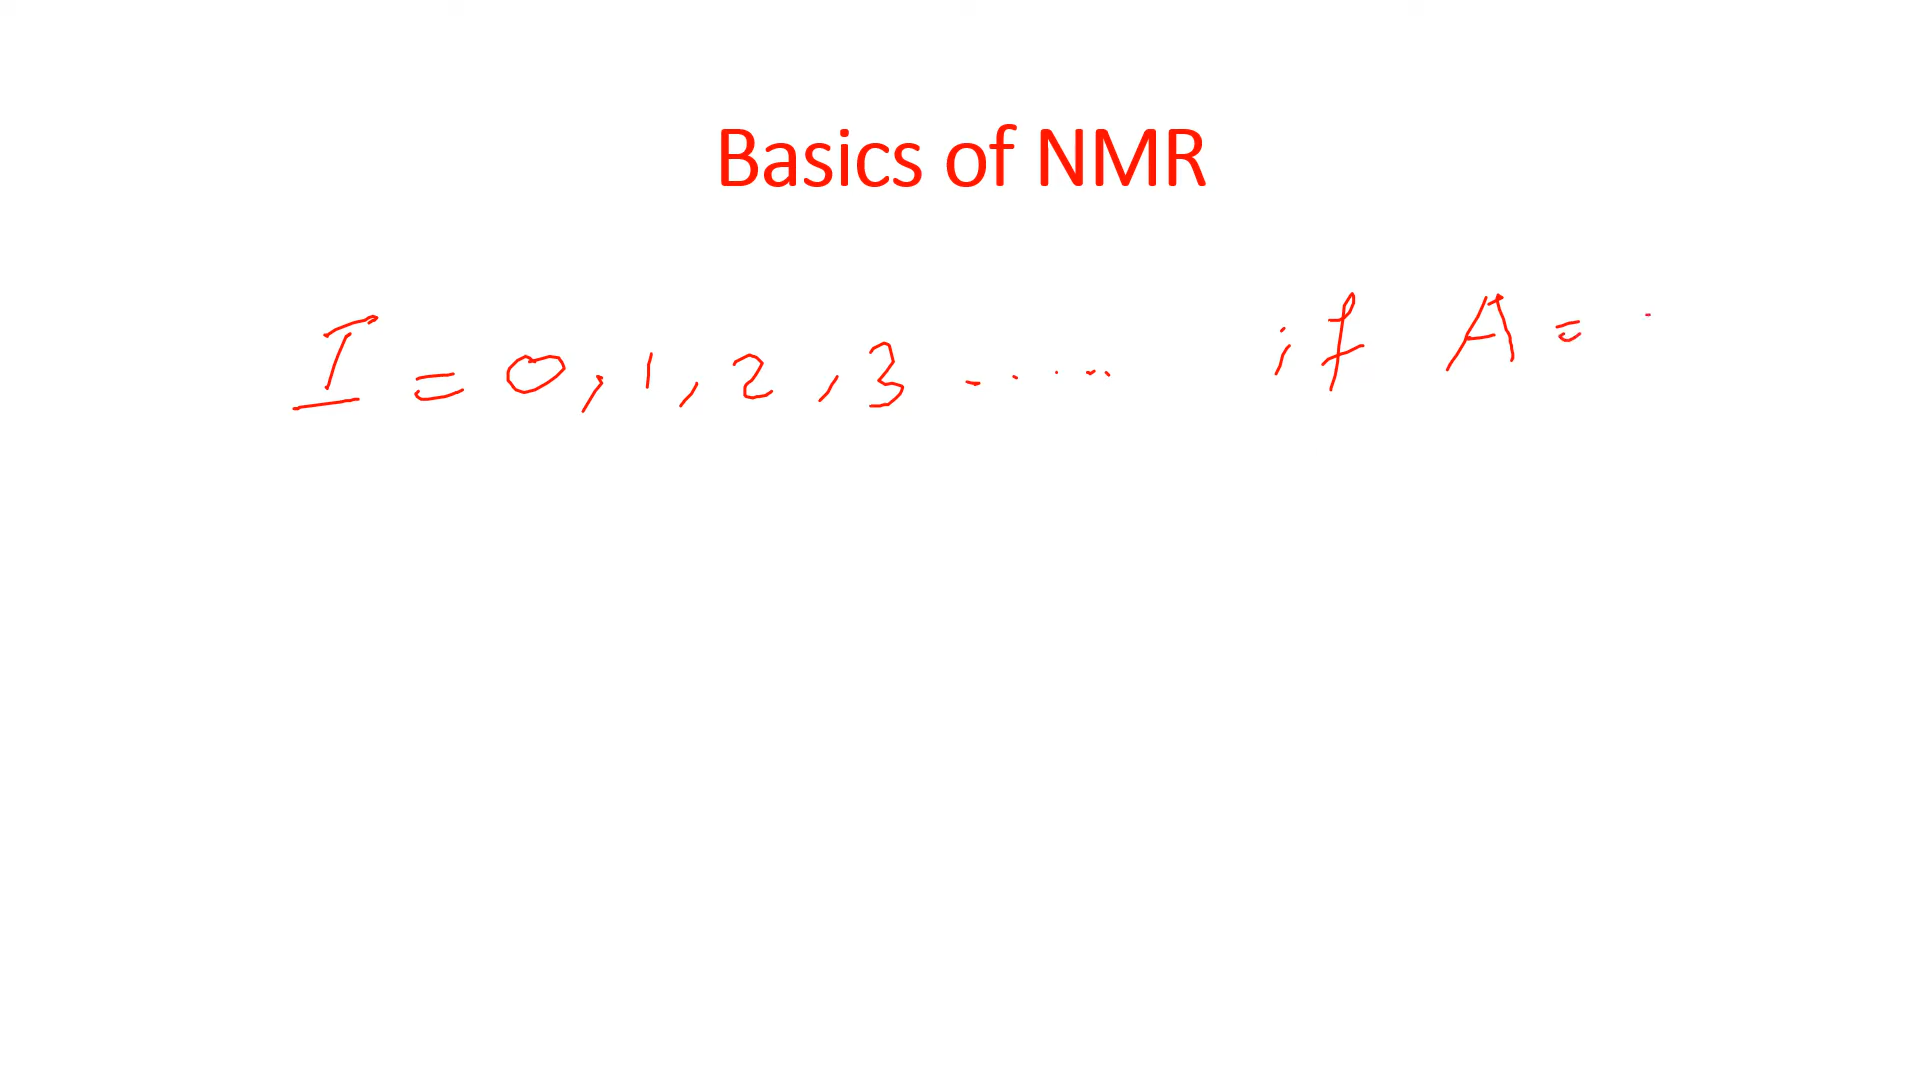 Basics of NMR
I = 0, 1, 2, 3 ..... if A =